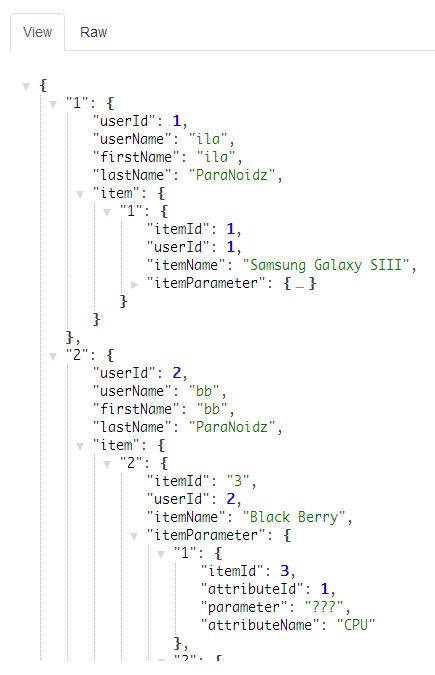 View Raw
{
"1": {
"userId": 1,
"userName": "ila",
"firstName": "ila",
"lastName": "ParaNoidz",
"item": {
"1": {
"itemId": 1,
"userId": 1,
"itemName": "Samsung Galaxy SIII",
"itemParameter": { … }
}
}
},
"2": {
"userId": 2,
"userName": "bb",
"firstName": "bb",
"lastName": "ParaNoidz",
"item": {
"2": {
"itemId": "3",
"userId": 2,
"itemName": "Black Berry",
"itemParameter": {
"1": {
"itemId": 3,
"attributeId": 1,
"parameter": "???",
"attributeName": "CPU"
},
"2": {